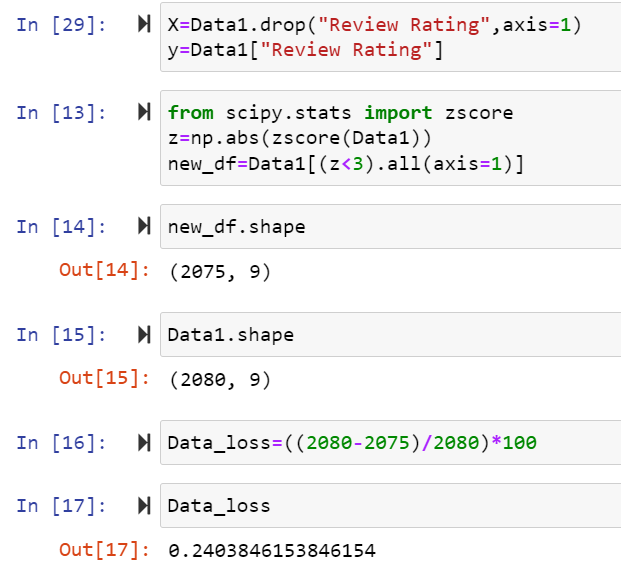 In [29]: X=Data1.drop("Review Rating",axis=1)
y=Data1["Review Rating"]
In [13]: from scipy.stats import zscore
z=np.abs(zscore(Data1))
new_df=Data1[(z<3).all(axis=1)]
In [14]: new_df.shape
Out[14]: (2075, 9)
In [15]: Data1.shape
Out[15]: (2080, 9)
In [16]: Data_loss=((2080-2075)/2080)*100
In [17]: Data_loss
Out[17]: 0.2403846153846154